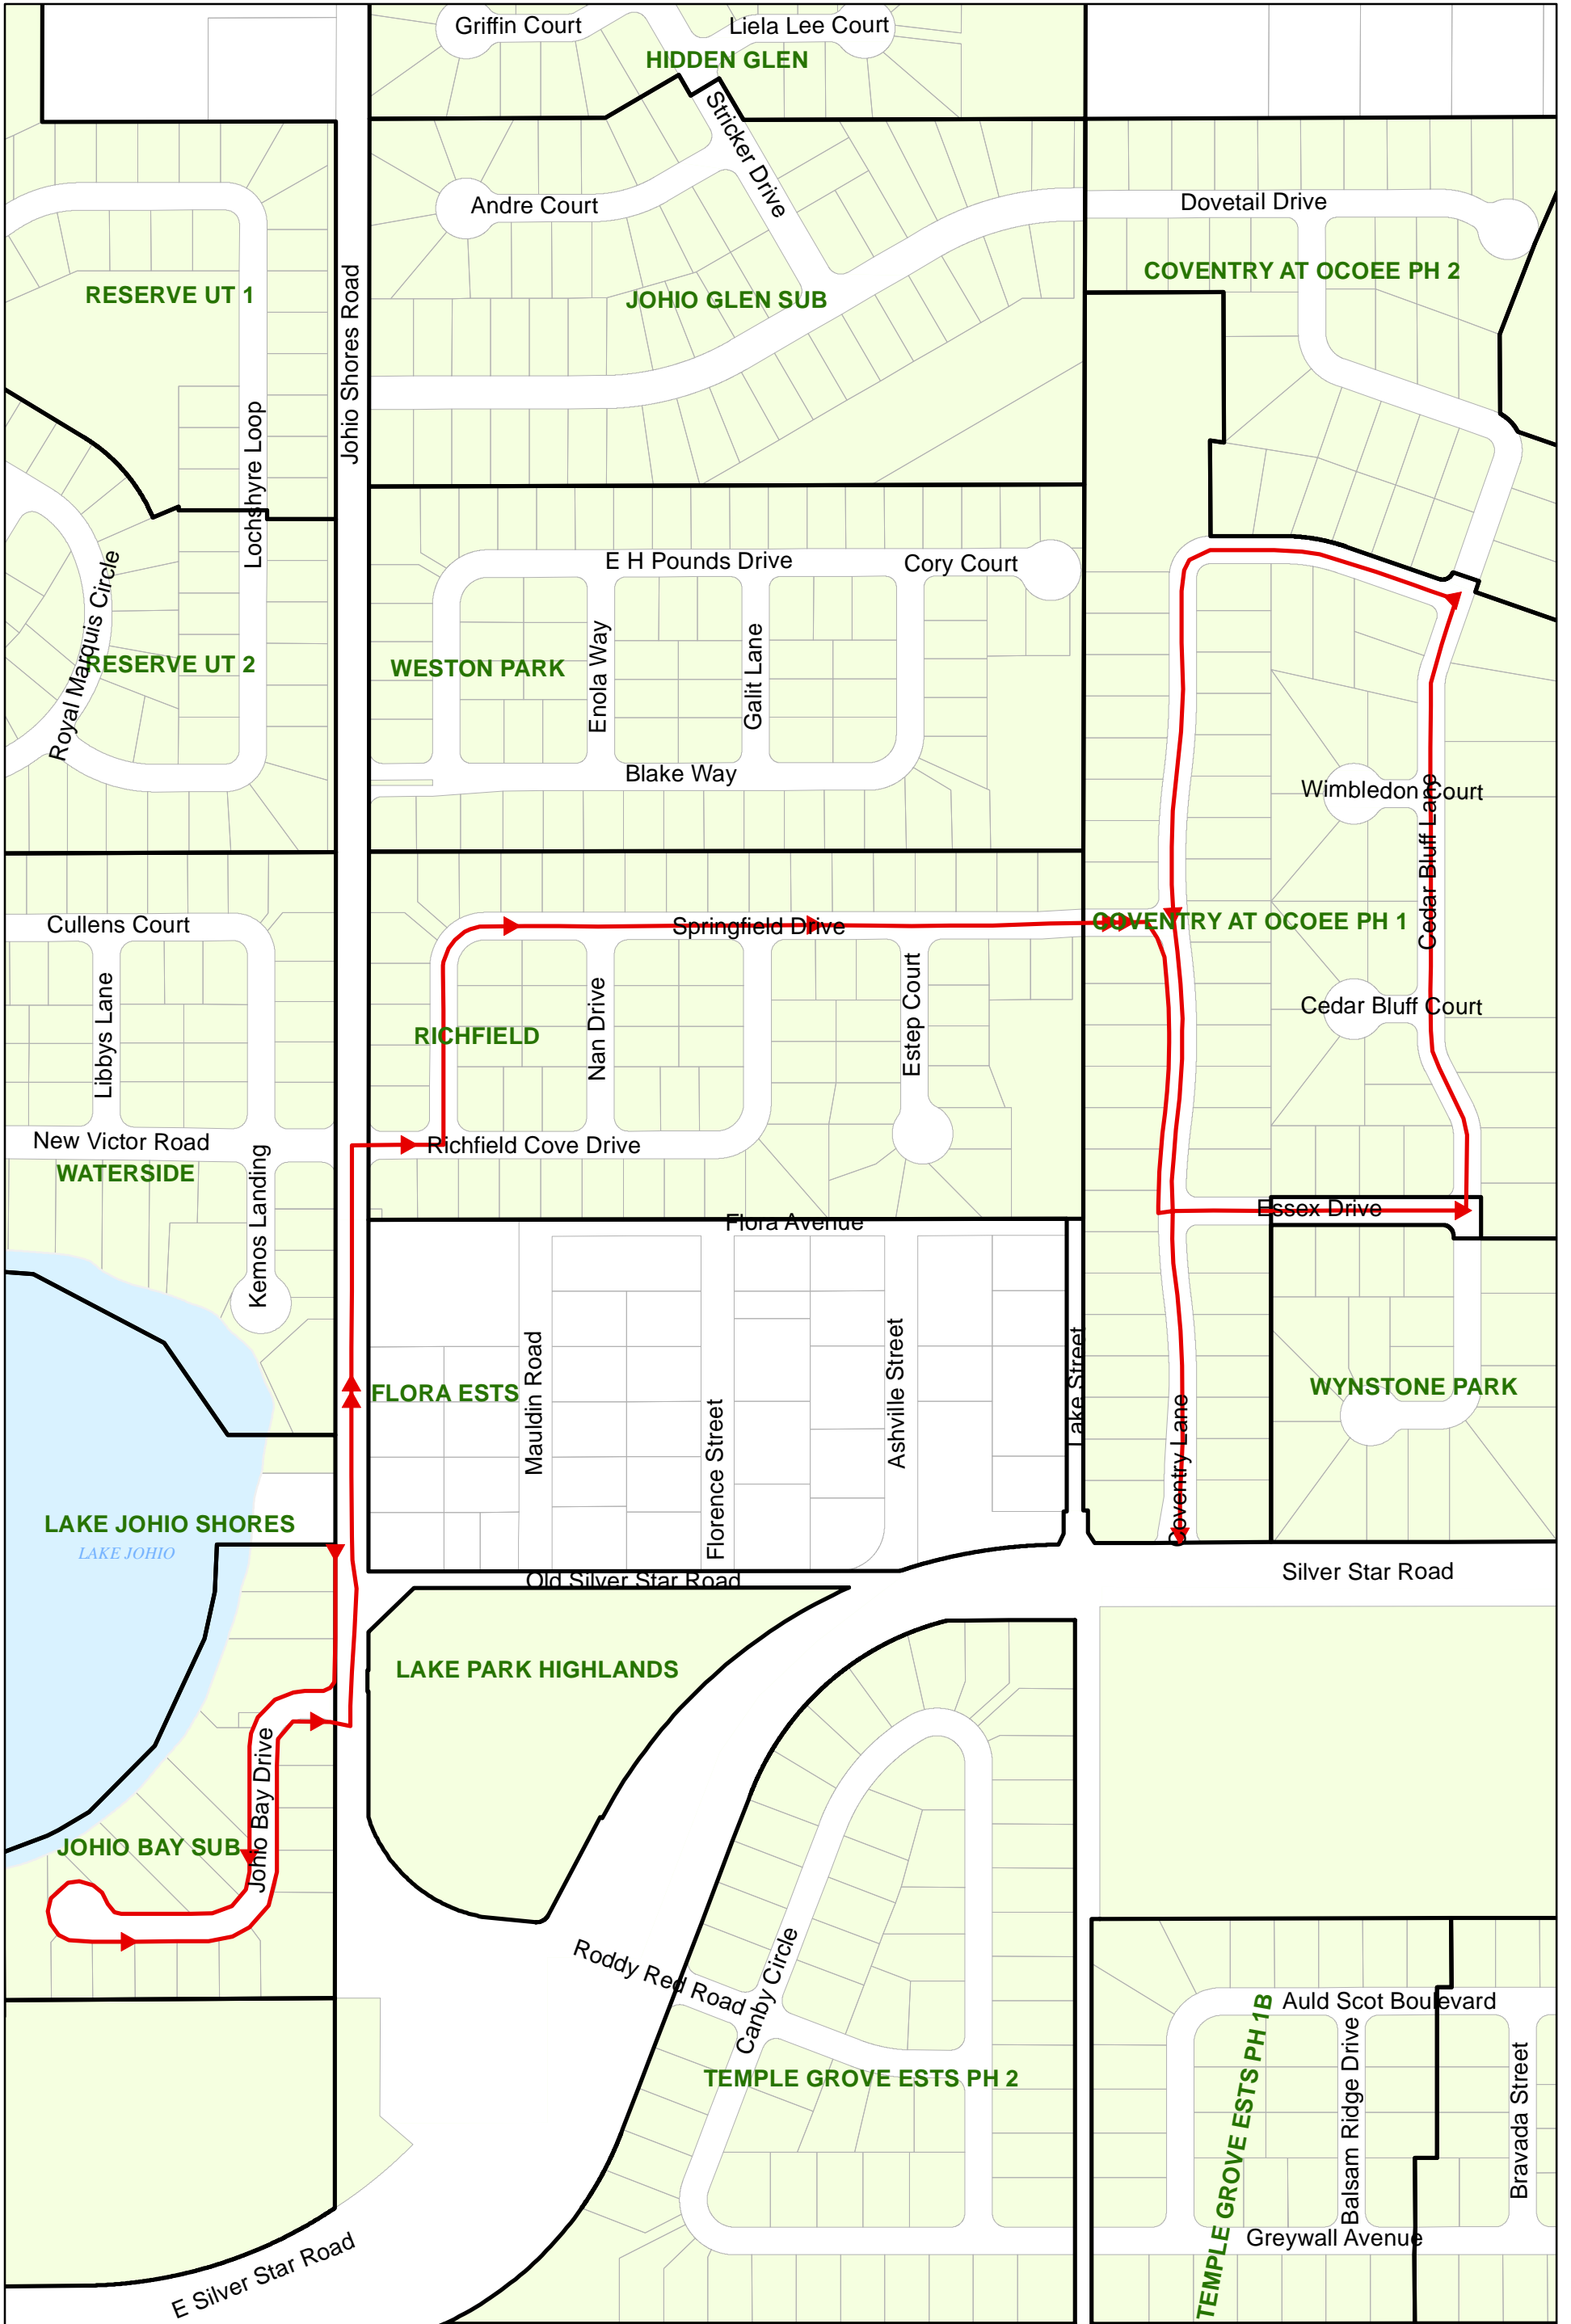 Griffin Court
Liela Lee Court
HIDDEN GLEN
Stricker Drive
Andre Court
Dovetail Drive
COVENTRY AT OCOEE PH 2
RESERVE UT 1
JOHIO GLEN SUB
Johio Shores Road
Lochshyre Loop
E H Pounds Drive
Cory Court
Royal Marquis Circle
RESERVE UT 2
WESTON PARK
Enola Way
Galit Lane
Blake Way
Wimbledon Court
Cedar Bluff Lane
Cullens Court
Springfield Drive
COVENTRY AT OCOEE PH 1
Libbys Lane
RICHFIELD
Nan Drive
Estep Court
Cedar Bluff Court
New Victor Road
Richfield Cove Drive
WATERSIDE
Kemos Landing
Flora Avenue
Essex Drive
FLORA ESTS
Mauldin Road
Florence Street
Ashville Street
Lake Street
Coventry Lane
WYNSTONE PARK
LAKE JOHIO SHORES
LAKE JOHIO
Old Silver Star Road
Silver Star Road
LAKE PARK HIGHLANDS
Johio Bay Drive
JOHIO BAY SUB
Roddy Red Road
Canby Circle
TEMPLE GROVE ESTS PH 2
Auld Scot Boulevard
TEMPLE GROVE ESTS PH 1B
Balsam Ridge Drive
Bravada Street
Greywall Avenue
E Silver Star Road